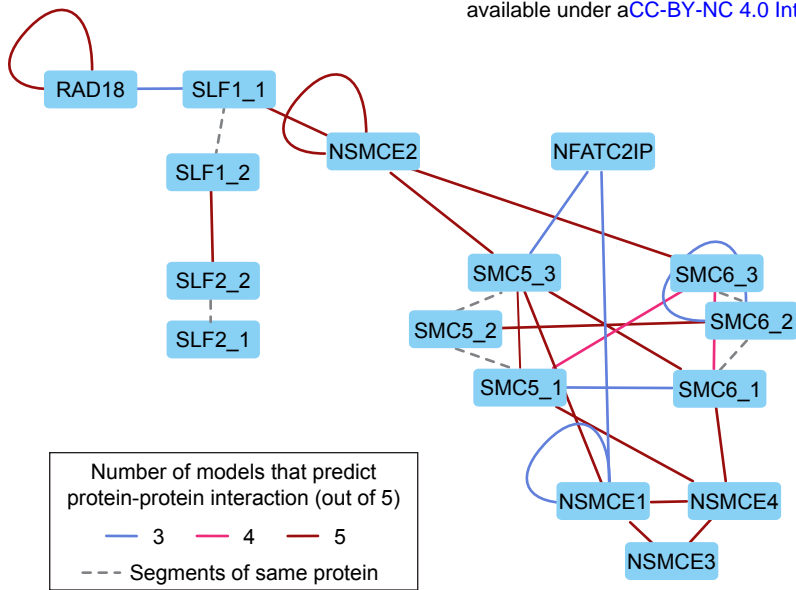 available under aCC-BY-NC 4.0 Int
RAD18
SLF1_1
NSMCE2
NFATC2IP
SLF1_2
SLF2_2
SLF2_1
SMC5_3
SMC6_3
SMC5_2
SMC6_2
SMC5_1
SMC6_1
NSMCE1
NSMCE4
NSMCE3
Number of models that predict
protein-protein interaction (out of 5)
3 4 5
Segments of same protein